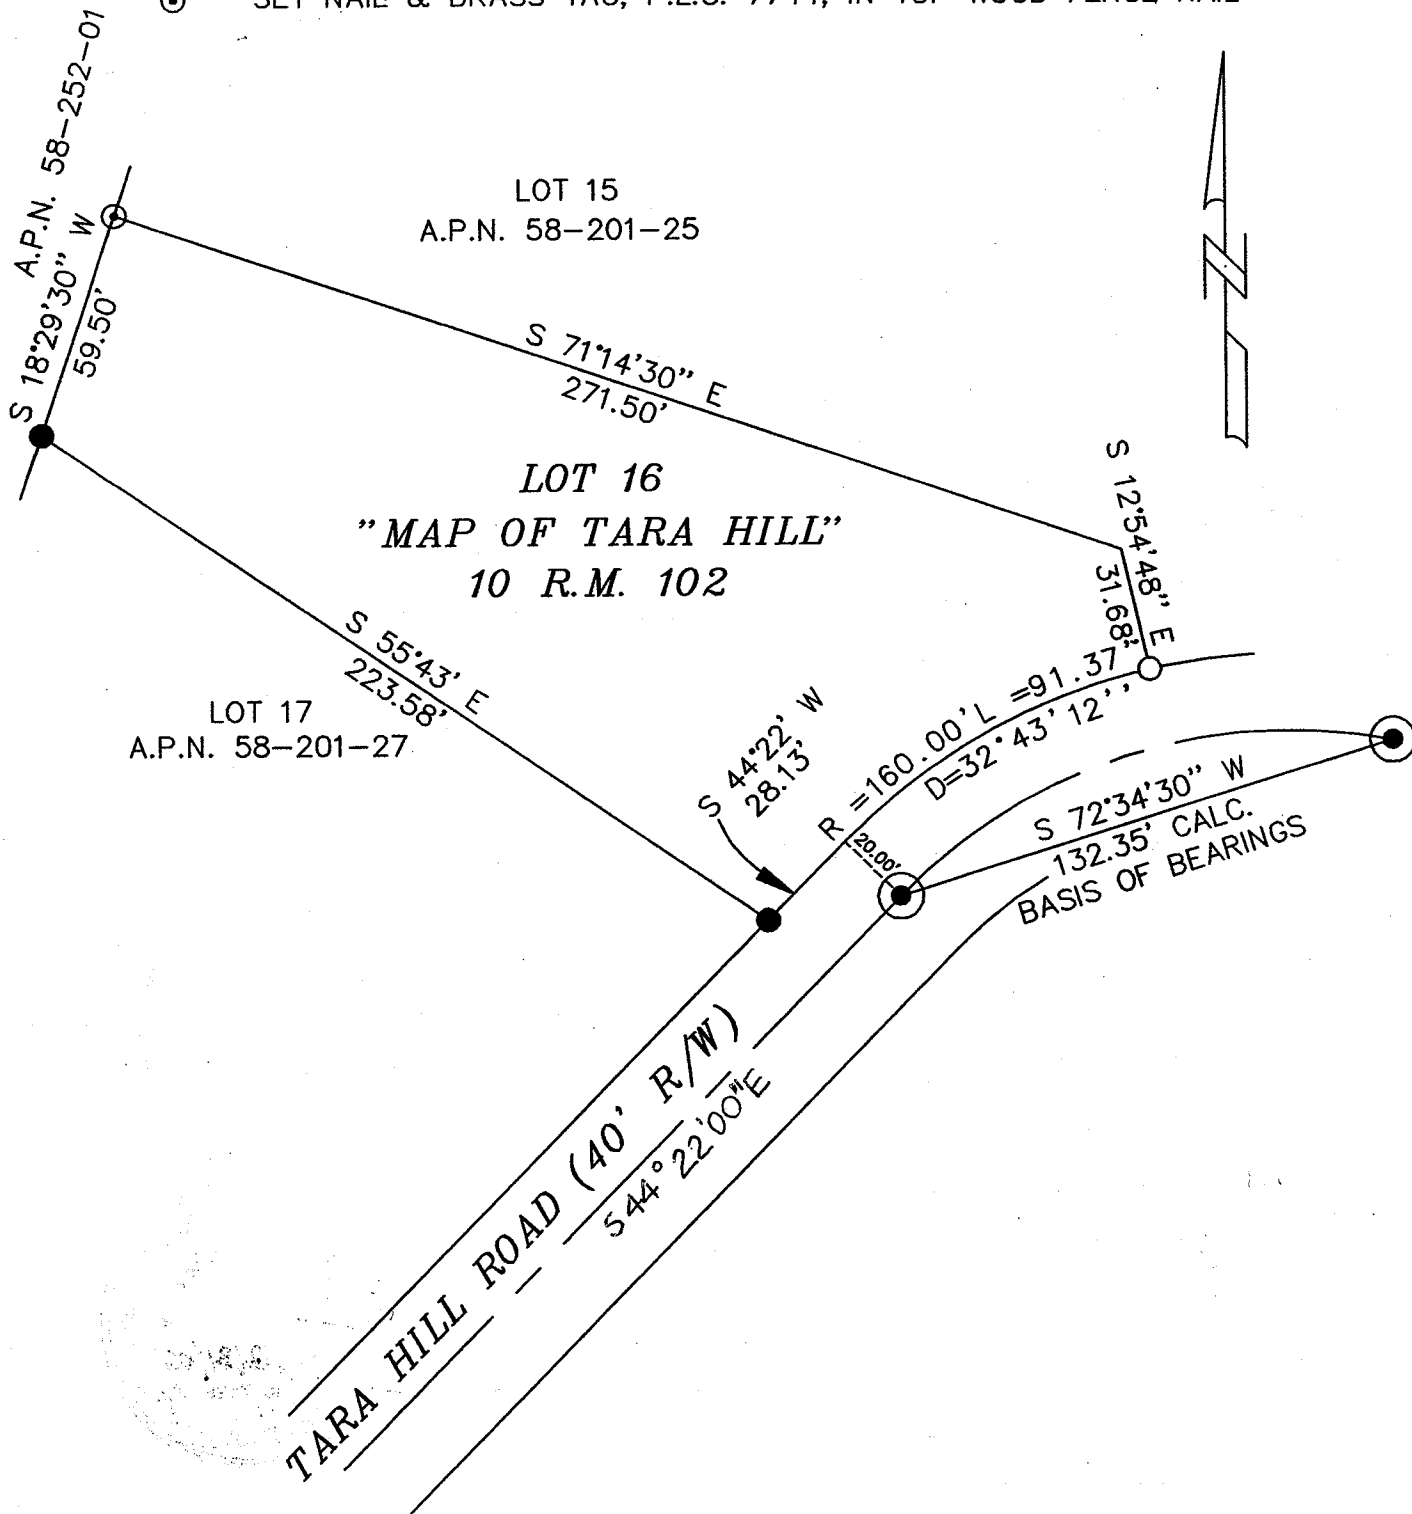 SET NAIL & BRASS TAG, P.L.S. 7744, IN TOP WOOD FENCE RAIL
A.P.N. 58-252-01
S 18°29'30" W
59.50'
LOT 15
A.P.N. 58-201-25
S 71°14'30" E
271.50'
LOT 16
"MAP OF TARA HILL"
10 R.M. 102
S 12°54'48" E
31.68'
S 55°43' E
223.58'
LOT 17
A.P.N. 58-201-27
S 44°22' W
28.13'
R =160.00' L =91.37'
D=32°43'12''
20.00'
S 72°34'30" W
132.35' CALC.
BASIS OF BEARINGS
TARA HILL ROAD (40' R/W)
S44°22'00"E
N